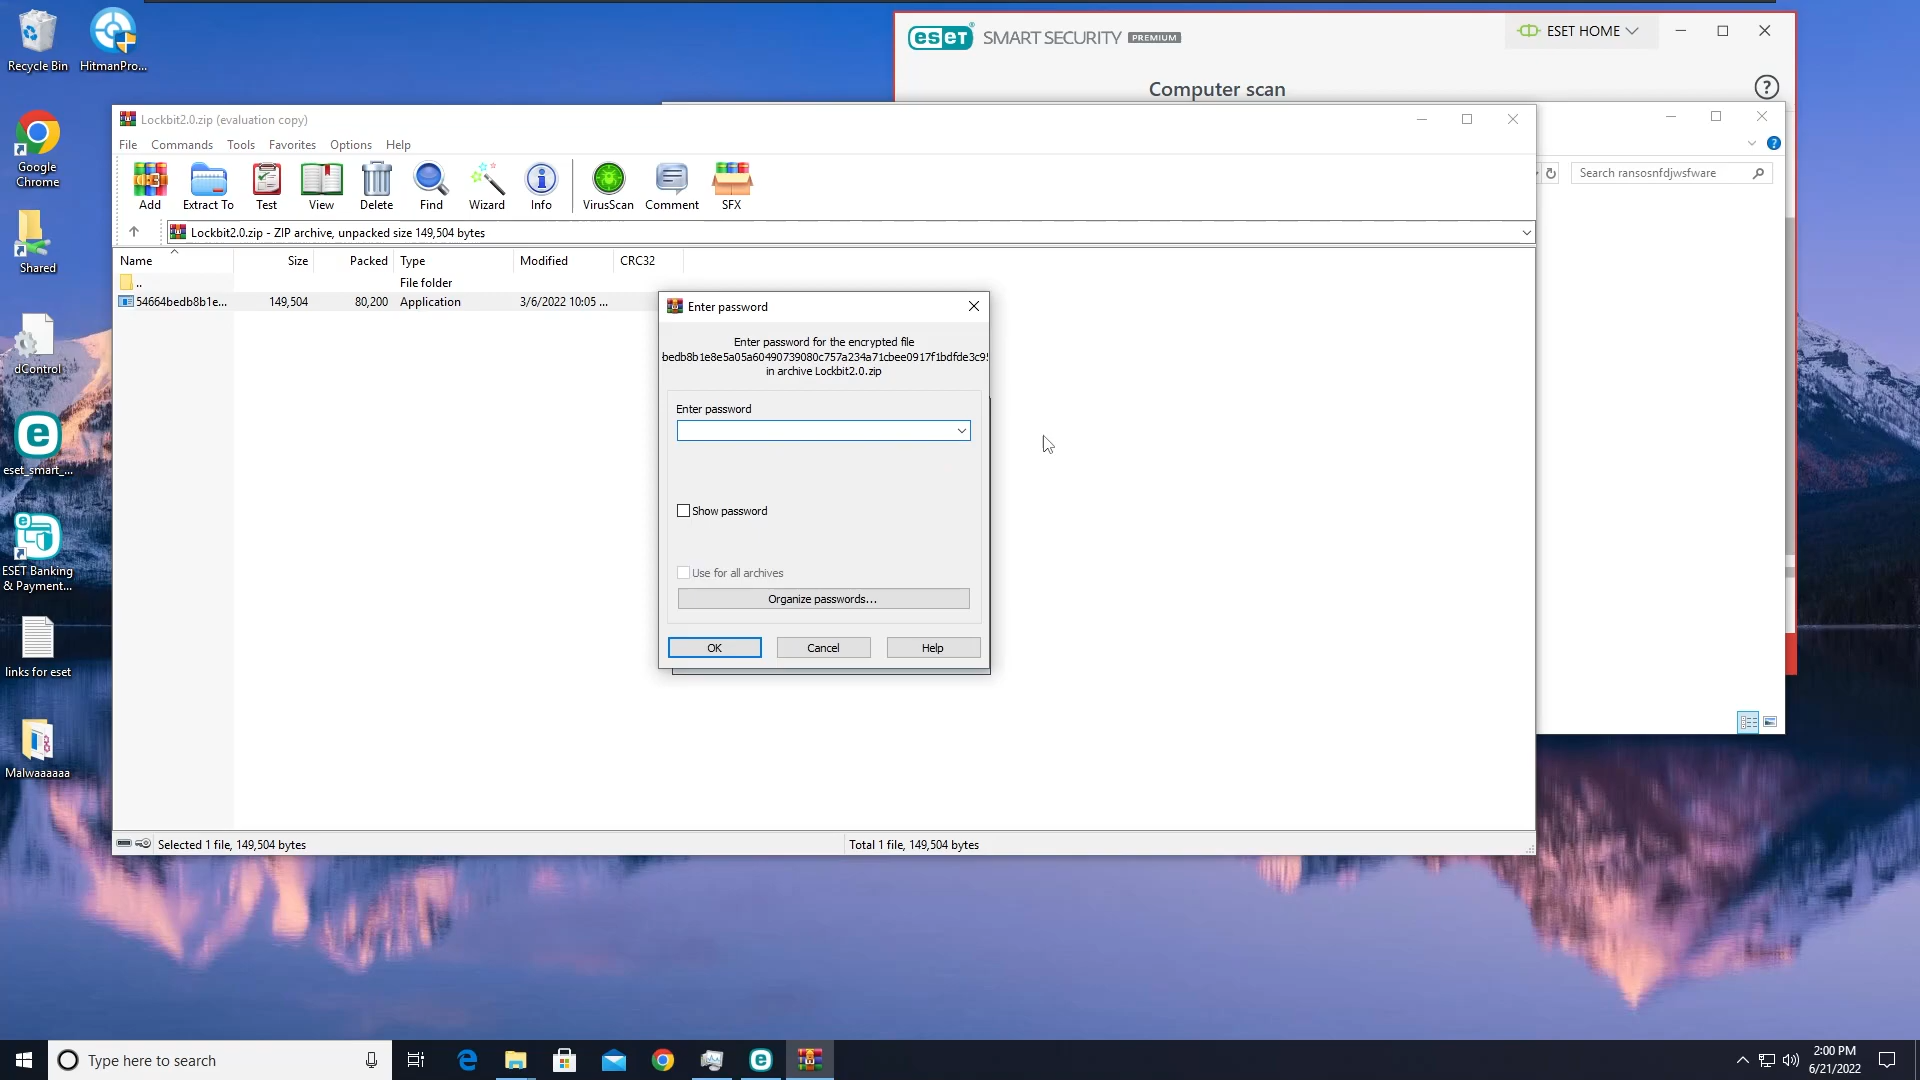 Recycle Bin
HitmanPro...
Google
Chrome
Shared
dControl
eset_smart_...
ESET Banking
& Payment...
links for eset
Malwaaaaaa
eset SMART SECURITY PREMIUM
ESET HOME
Computer scan
?
Search ransosnfdjwsfware
Lockbit2.0.zip (evaluation copy)
File Commands Tools Favorites Options Help
Add Extract To Test View Delete Find Wizard Info VirusScan Comment SFX
Lockbit2.0.zip - ZIP archive, unpacked size 149,504 bytes
Name Size Packed Type Modified CRC32
.. File folder
54664bedb8b1e... 149,504 80,200 Application 3/6/2022 10:05 ...
Enter password
Enter password for the encrypted file
bedb8b1e8e5a05a60490739080c757a234a71cbee0917f1bdfde3c95
in archive Lockbit2.0.zip
Enter password
Show password
Use for all archives
Organize passwords...
OK Cancel Help
Selected 1 file, 149,504 bytes
Total 1 file, 149,504 bytes
Type here to search
2:00 PM
6/21/2022